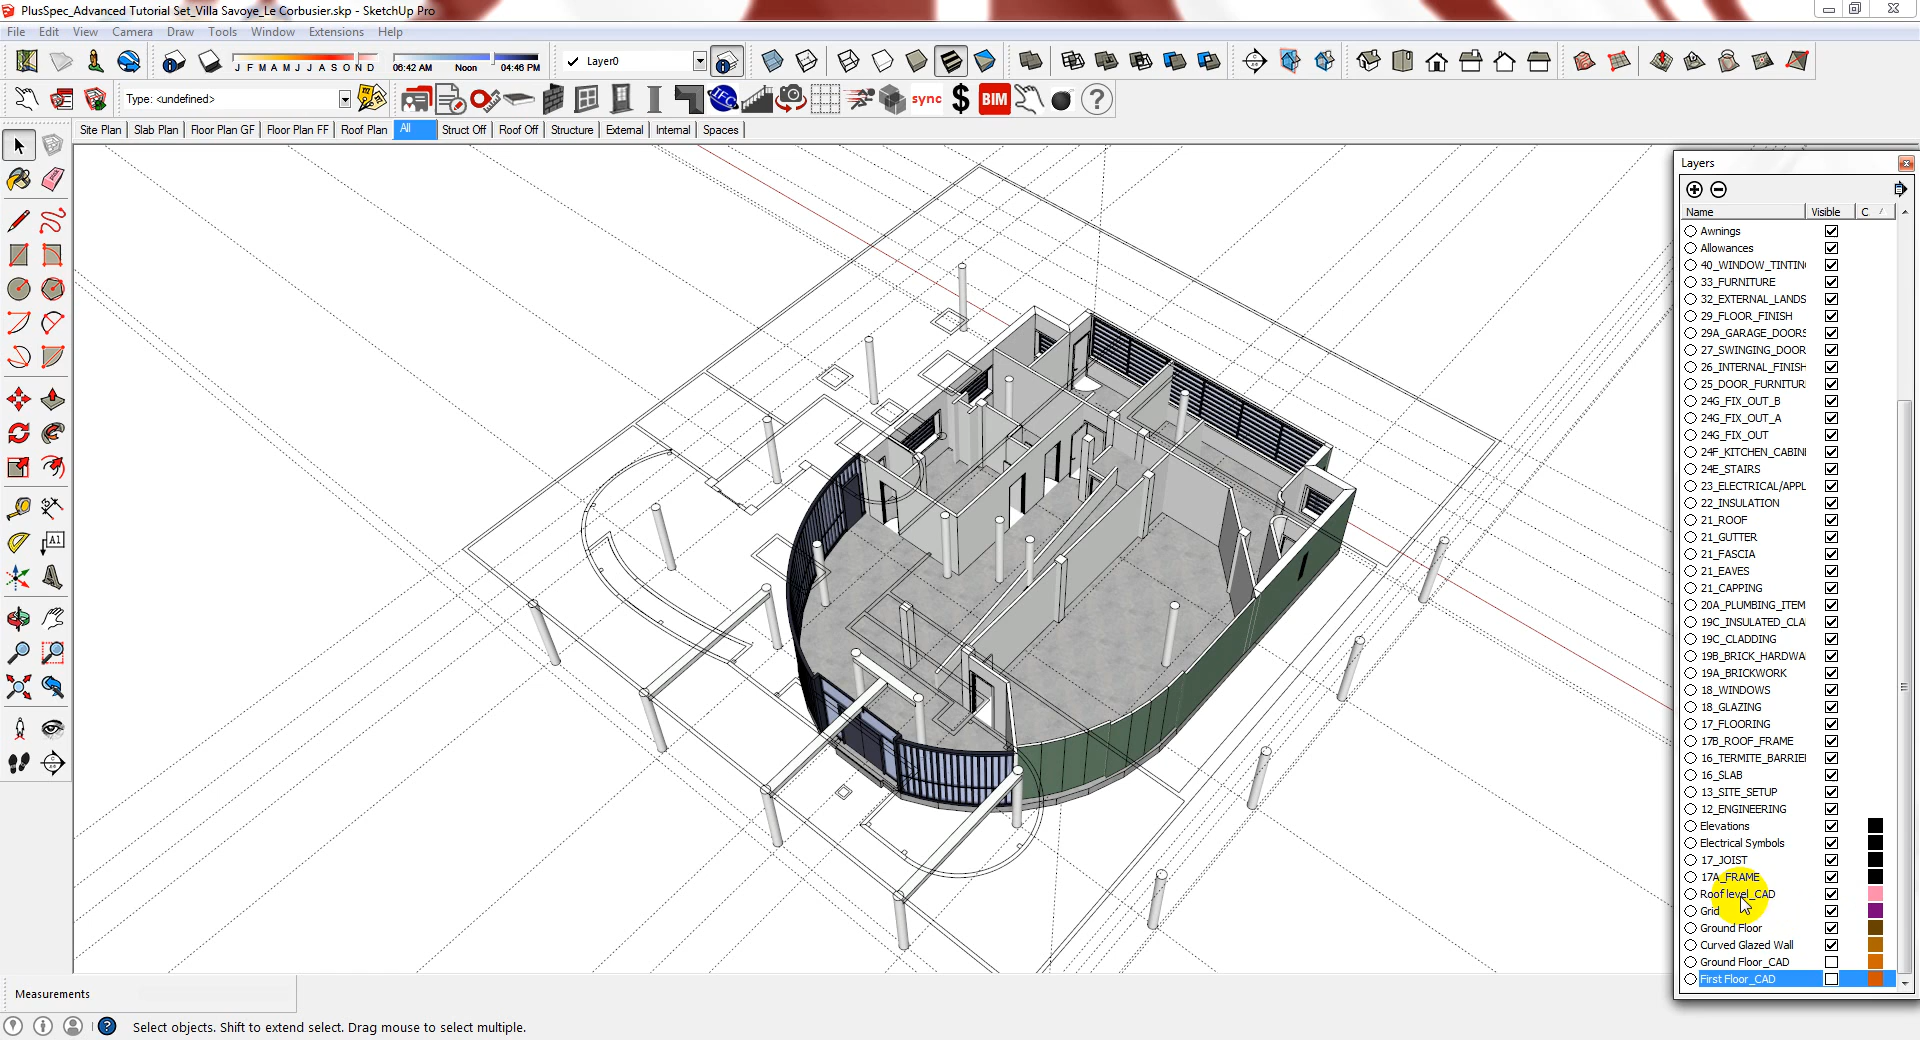 PlusSpec_Advanced Tutorial Set_Villa Savoye_Le Corbusier.skp - SketchUp Pro
File Edit View Camera Draw Tools Window Extensions Help
J F M A M J J A S O N D 06:42 AM Noon 04:46 PM Layer0
Type: <undefined> IFC sync $ BIM ?
Site Plan Slab Plan Floor Plan GF Floor Plan FF Roof Plan All Struct Off Roof Off Structure External Internal Spaces
A1
Layers
Name Visible C
Awnings
Allowances
40_WINDOW_TINTIN
33_FURNITURE
32_EXTERNAL_LANDS
29_FLOOR_FINISH
29A_GARAGE_DOORS
27_SWINGING_DOOR
26_INTERNAL_FINISH
25_DOOR_FURNITUR
24G_FIX_OUT_B
24G_FIX_OUT_A
24G_FIX_OUT
24F_KITCHEN_CABIN
24E_STAIRS
23_ELECTRICAL/APPL
22_INSULATION
21_ROOF
21_GUTTER
21_FASCIA
21_EAVES
21_CAPPING
20A_PLUMBING_ITEM
19C_INSULATED_CLA
19C_CLADDING
19B_BRICK_HARDWA
19A_BRICKWORK
18_WINDOWS
18_GLAZING
17_FLOORING
17B_ROOF_FRAME
16_TERMITE_BARRIE
16_SLAB
13_SITE_SETUP
12_ENGINEERING
Elevations
Electrical Symbols
17_JOIST
17A_FRAME
Roof level_CAD
Grid
Ground Floor
Curved Glazed Wall
Ground Floor_CAD
First Floor_CAD
Measurements
Select objects. Shift to extend select. Drag mouse to select multiple.